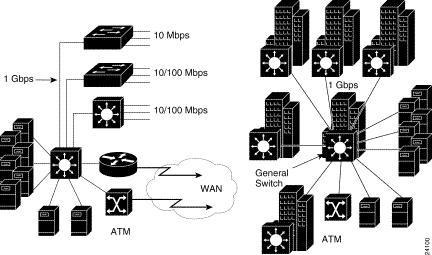 10 Mbps
1 Gbps
10/100 Mbps
10/100 Mbps
WAN
ATM
1 Gbps
General
Switch
ATM
24100